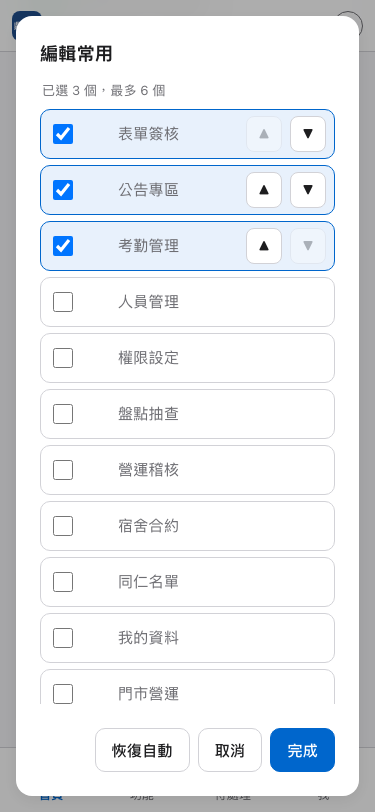 編輯常用
已選 3 個，最多 6 個
表單簽核 ▲ ▼
公告專區 ▲ ▼
考勤管理 ▲ ▼
人員管理
權限設定
盤點抽查
營運稽核
宿舍合約
同仁名單
我的資料
門市營運
恢復自動 取消 完成